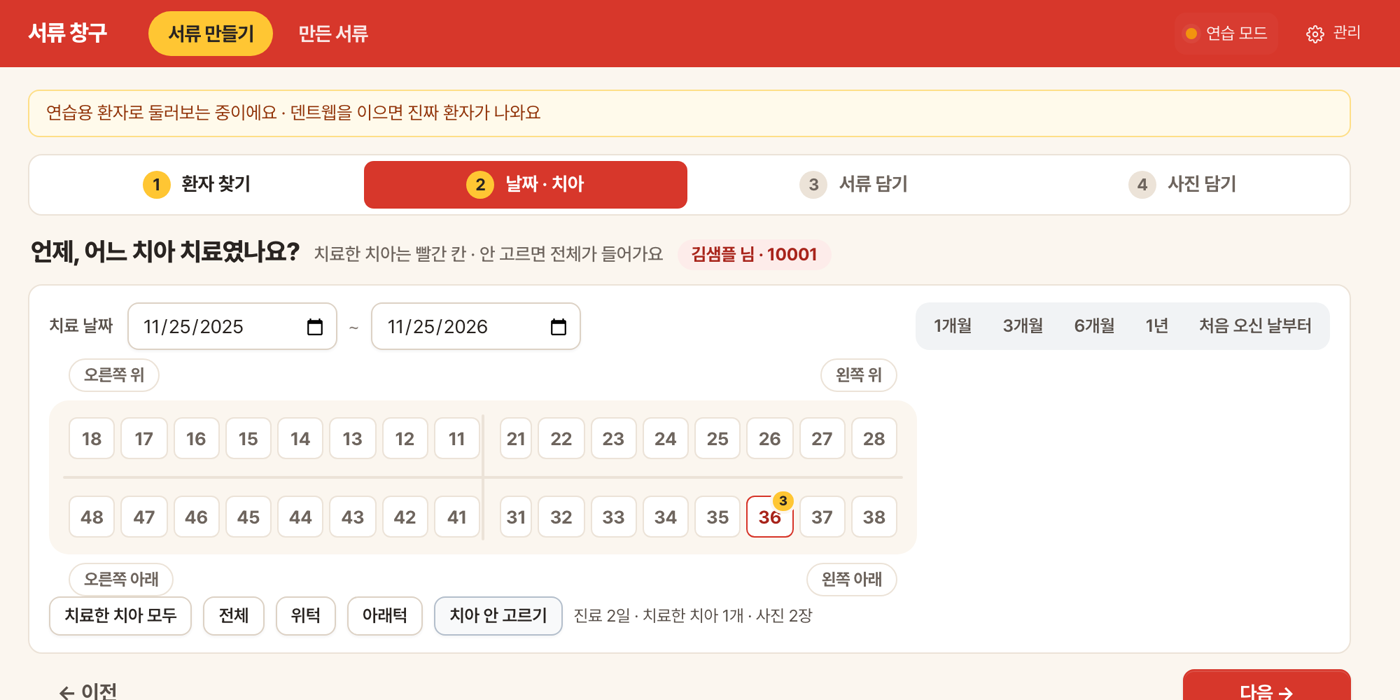 서류 창구 서류 만들기 만든 서류 연습 모드 관리
연습용 환자로 둘러보는 중이에요 · 덴트웹을 이으면 진짜 환자가 나와요
1 환자 찾기 2 날짜 · 치아 3 서류 담기 4 사진 담기
언제, 어느 치아 치료였나요? 치료한 치아는 빨간 칸 · 안 고르면 전체가 들어가요 김샘플 님 · 10001
치료 날짜 11/25/2025 ~ 11/25/2026 1개월 3개월 6개월 1년 처음 오신 날부터
오른쪽 위 왼쪽 위
18 17 16 15 14 13 12 11 21 22 23 24 25 26 27 28
48 47 46 45 44 43 42 41 31 32 33 34 35 36 3 37 38
오른쪽 아래 왼쪽 아래
치료한 치아 모두 전체 위턱 아래턱 치아 안 고르기 진료 2일 · 치료한 치아 1개 · 사진 2장
← 이전 다음 →